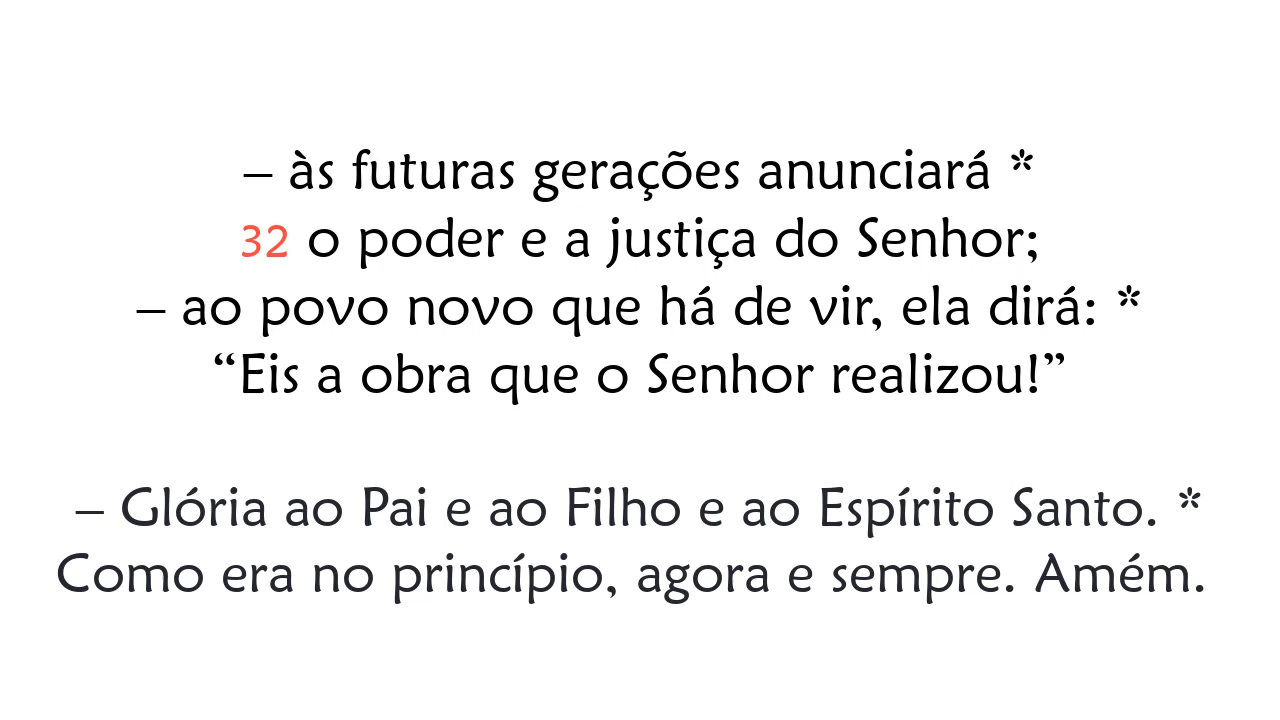 – às futuras gerações anunciará *
32 o poder e a justiça do Senhor;
– ao povo novo que há de vir, ela dirá: *
“Eis a obra que o Senhor realizou!”
– Glória ao Pai e ao Filho e ao Espírito Santo. *
Como era no princípio, agora e sempre. Amém.